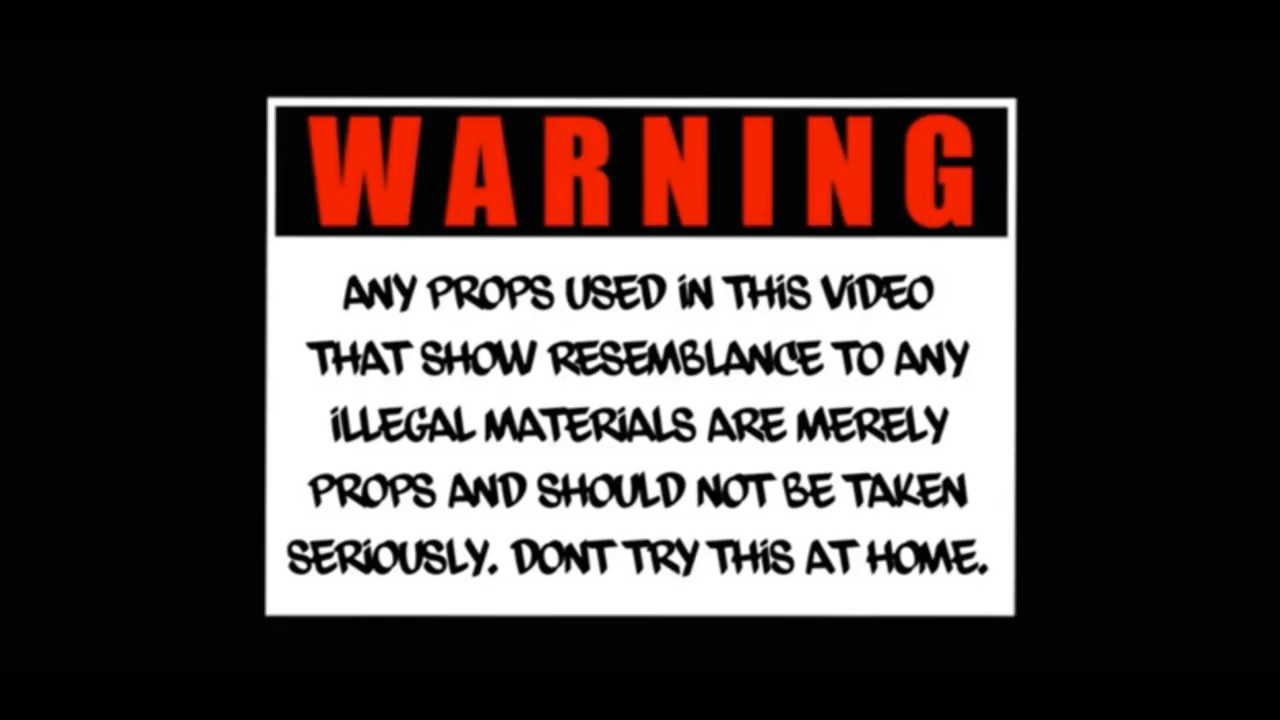 WARNING
ANY PROPS USED iN THiS ViDEO
THAT SHOW RESEMBLANCE TO ANY
iLLEGAL MATERiALS ARE MERELY
PROPS AND SHOULD NOT BE TAKEN
SERiOUSLY. DONT TRY THiS AT HOME.